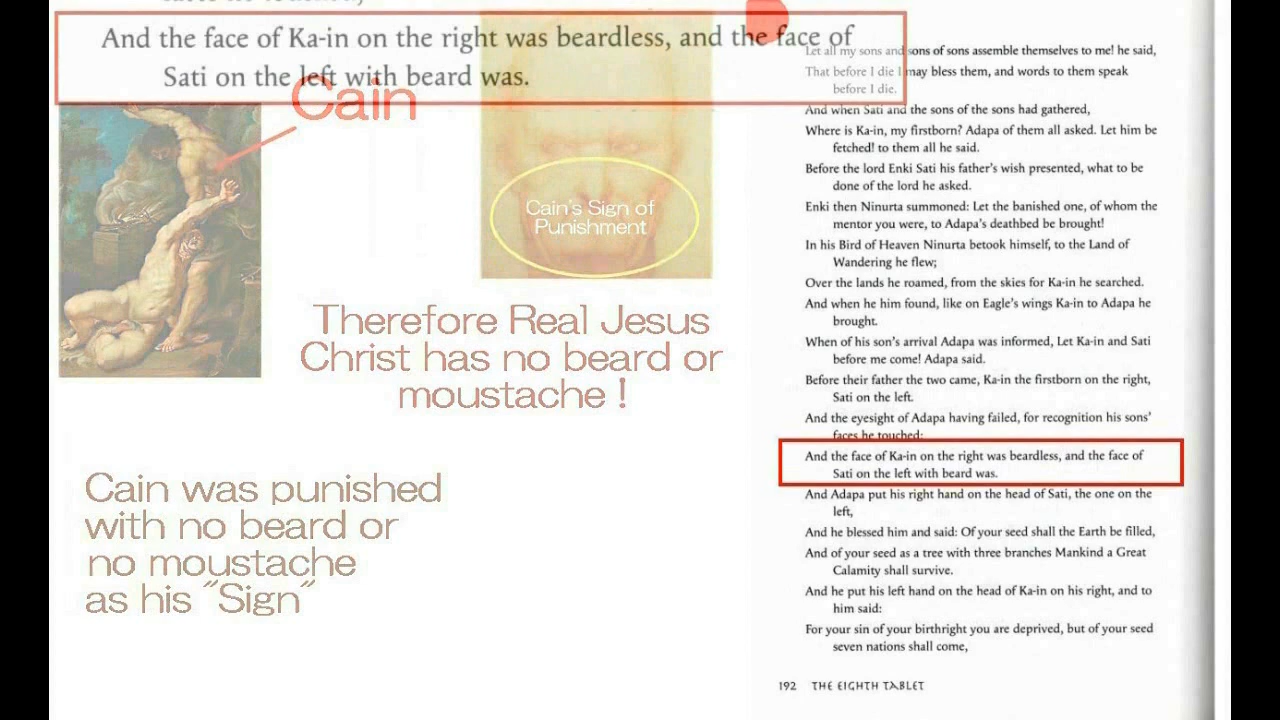 And the face of Ka-in on the right was beardless, and the face of
Sati on the left with beard was.
Cain
Cain's Sign of
Punishment
Therefore Real Jesus
Christ has no beard or
moustache !
Cain was punished
with no beard or
no moustache
as his "Sign"
Let all my sons and sons of sons assemble themselves to me! he said,
That before I die I may bless them, and words to them speak
before I die.
And when Sati and the sons of the sons had gathered,
Where is Ka-in, my firstborn? Adapa of them all asked. Let him be
fetched! to them all he said.
Before the lord Enki Sati his father's wish presented, what to be
done of the lord he asked.
Enki then Ninurta summoned: Let the banished one, of whom the
mentor you were, to Adapa's deathbed be brought!
In his Bird of Heaven Ninurta betook himself, to the Land of
Wandering he flew;
Over the lands he roamed, from the skies for Ka-in he searched.
And when he him found, like on Eagle's wings Ka-in to Adapa he
brought.
When of his son's arrival Adapa was informed, Let Ka-in and Sati
before me come! Adapa said.
Before their father the two came, Ka-in the firstborn on the right,
Sati on the left.
And the eyesight of Adapa having failed, for recognition his sons'
faces he touched;
And the face of Ka-in on the right was beardless, and the face of
Sati on the left with beard was.
And Adapa put his right hand on the head of Sati, the one on the
left,
And he blessed him and said: Of your seed shall the Earth be filled,
And of your seed as a tree with three branches Mankind a Great
Calamity shall survive.
And he put his left hand on the head of Ka-in on his right, and to
him said:
For your sin of your birthright you are deprived, but of your seed
seven nations shall come,
192 THE EIGHTH TABLET